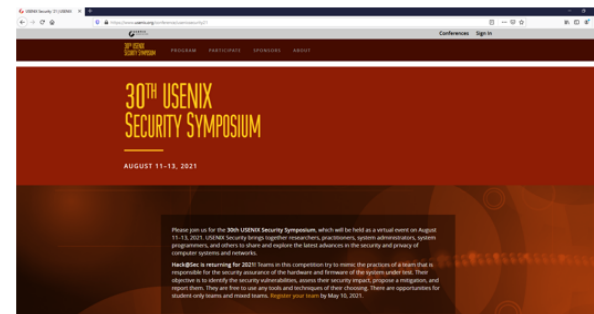 USENIX Security '21 | USENIX
https://www.usenix.org/conference/usenixsecurity21
usenix
Conferences Sign in
30TH USENIX
SECURITY SYMPOSIUM
PROGRAM PARTICIPATE SPONSORS ABOUT
30TH USENIX
SECURITY SYMPOSIUM
AUGUST 11–13, 2021
Please join us for the 30th USENIX Security Symposium, which will be held as a virtual event on August
11–13, 2021. USENIX Security brings together researchers, practitioners, system administrators, system
programmers, and others to share and explore the latest advances in the security and privacy of
computer systems and networks.
Hack@Sec is returning for 2021! Teams in this competition try to mimic the practices of a team that is
responsible for the security assurance of the hardware and firmware of the system under test. Their
objective is to identify the security vulnerabilities, assess their security impact, propose a mitigation, and
report them. They are free to use any tools and techniques of their choosing. There are opportunities for
student-only teams and mixed teams. Register your team by May 10, 2021.